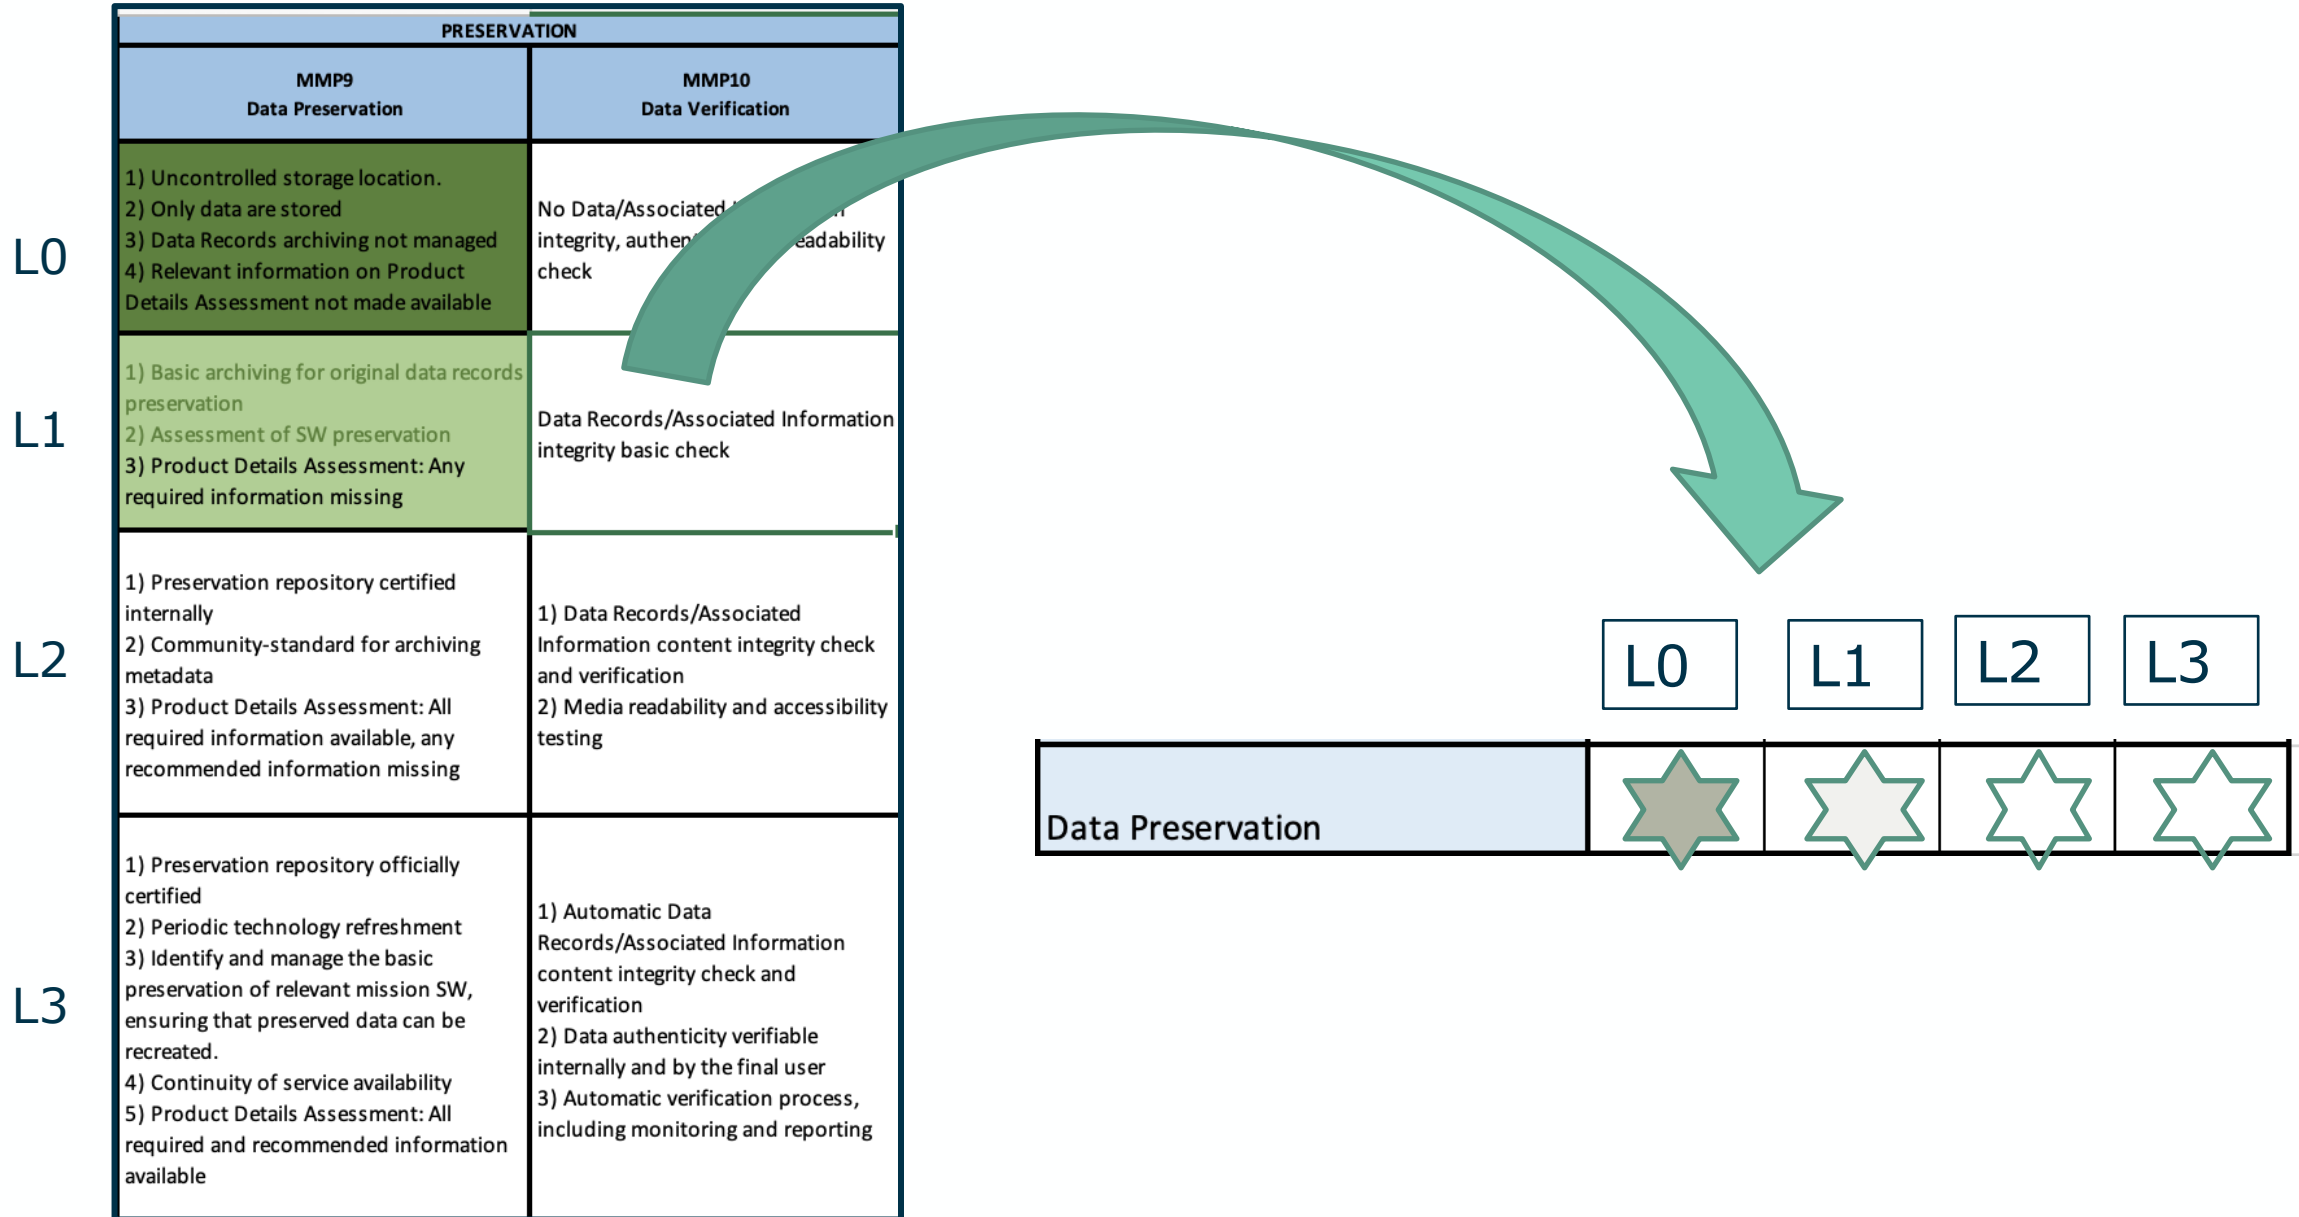 PRESERVATION
MMP9
Data Preservation
MMP10
Data Verification
L0
1) Uncontrolled storage location.
2) Only data are stored
3) Data Records archiving not managed
4) Relevant information on Product
Details Assessment not made available
No Data/Associated
integrity, check
L1
1) Basic archiving for original data records
preservation
2) Assessment of SW preservation
3) Product Details Assessment: Any
required information missing
Data Records/Associated Information
integrity basic check
L2
1) Preservation repository certified
internally
2) Community-standard for archiving
metadata
3) Product Details Assessment: All
required information available, any
recommended information missing
1) Data Records/Associated
Information content integrity check
and verification
2) Media readability and accessibility
testing
L3
1) Preservation repository officially
certified
2) Periodic technology refreshment
3) Identify and manage the basic
preservation of relevant mission SW,
ensuring that preserved data can be
recreated.
4) Continuity of service availability
5) Product Details Assessment: All
required and recommended information
available
1) Automatic Data
Records/Associated Information
content integrity check and
verification
2) Data authenticity verifiable
internally and by the final user
3) Automatic verification process,
including monitoring and reporting
L0
L1
L2
L3
Data Preservation